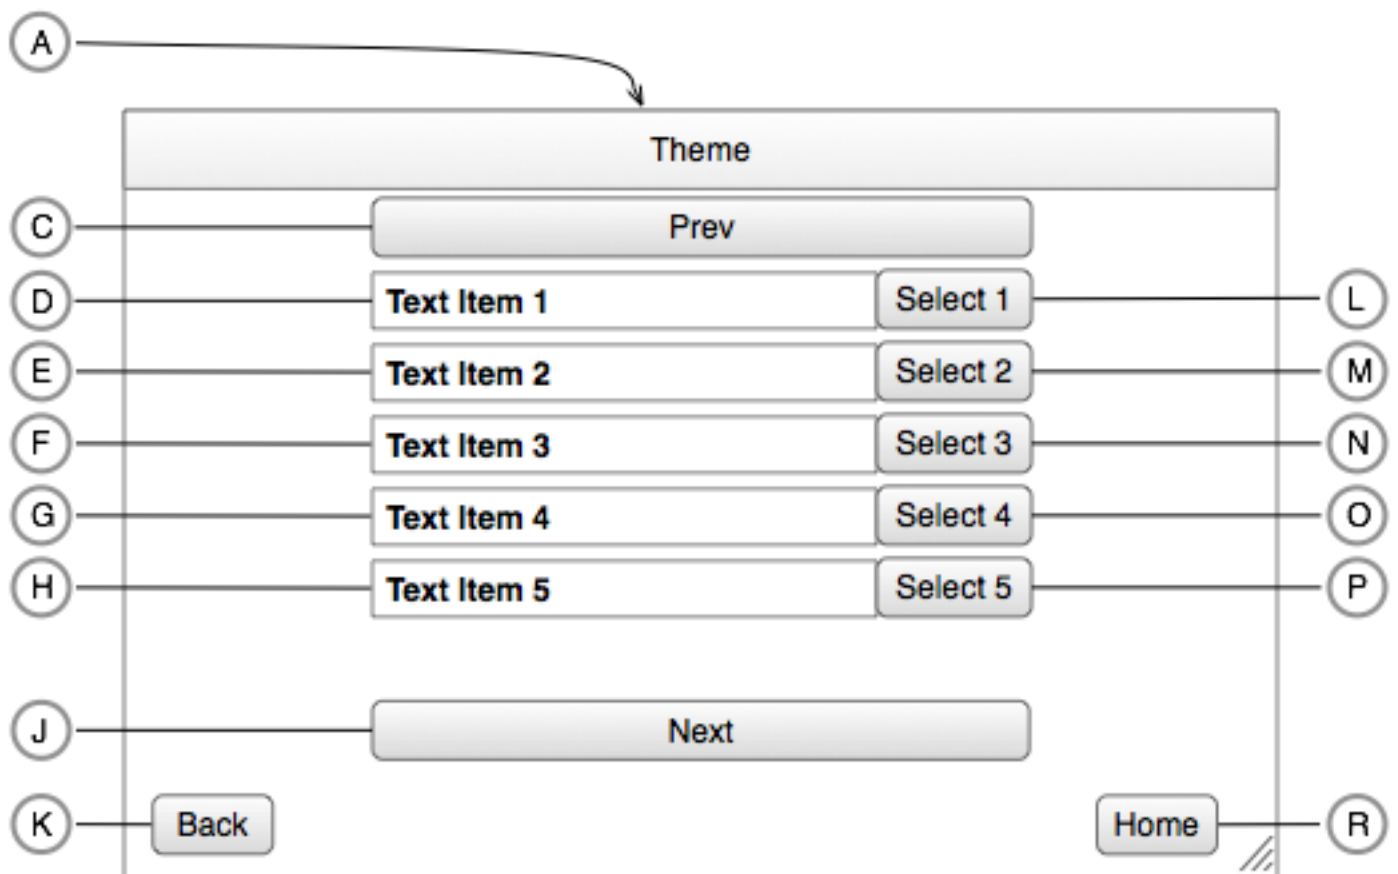 A
Theme
C Prev
D Text Item 1 Select 1 L
E Text Item 2 Select 2 M
F Text Item 3 Select 3 N
G Text Item 4 Select 4 O
H Text Item 5 Select 5 P
J Next
K Back Home R